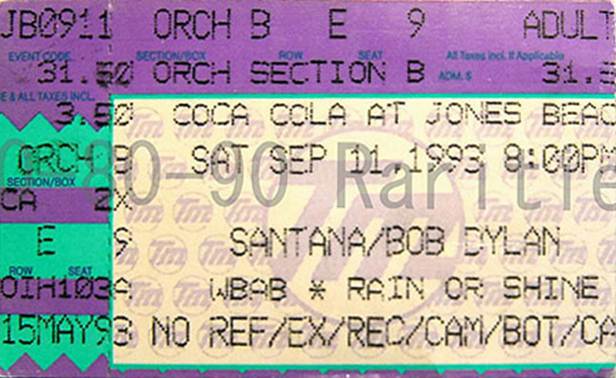 JB0911 ORCH B E 9 ADULT
EVENT CODE SECTION/BOX ROW SEAT All Taxes incl. If Applicable
31.50 ORCH SECTION B ADM. $ 31.5
E & ALL TAXES INCL.
3.50 COCA COLA AT JONES BEAC
ORCH B SAT SEP 11,1993 8:00PM
80-90 Raritie
SECTION/BOX
CA 2X
E 9 SANTANA/BOB DYLAN
ROW SEAT
OIH103A WBAB * RAIN OR SHINE
15MAY93 NO REF/EX/REC/CAM/BOT/CA